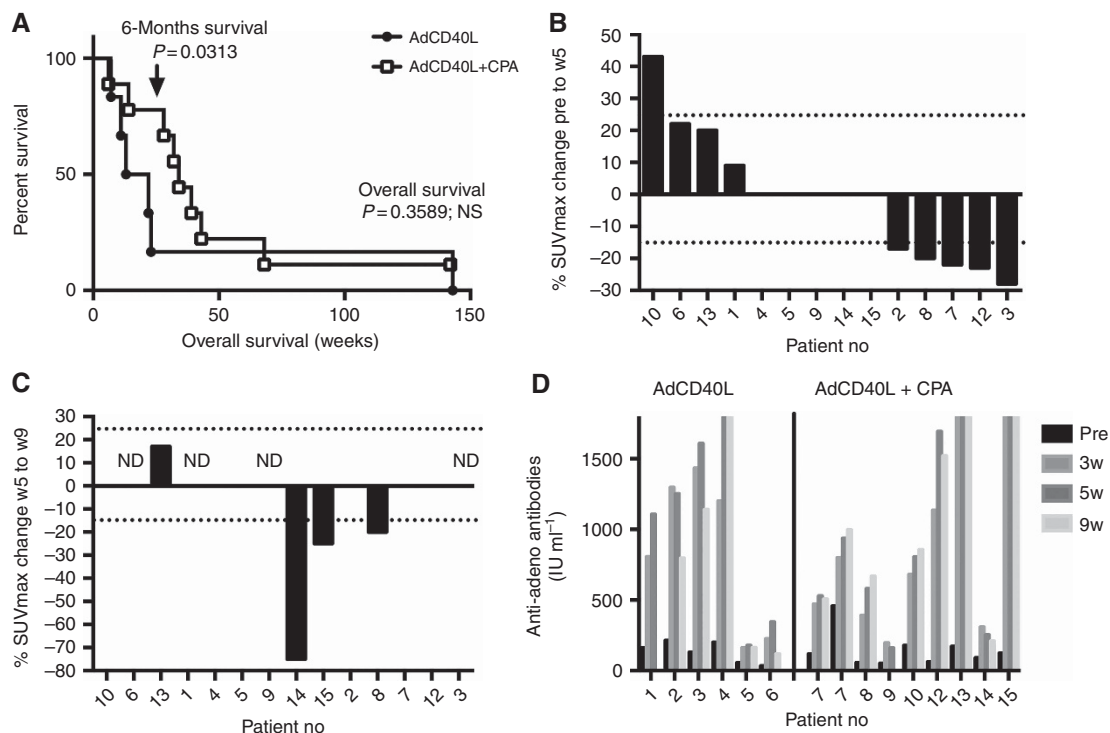 A
6-Months survival
P=0.0313
AdCD40L
AdCD40L+CPA
Percent survival
100
50
0
Overall survival
P=0.3589; NS
0 50 100 150
Overall survival (weeks)
B
% SUVmax change pre to w5
50
40
30
20
10
0
–10
–20
–30
10 6 13 1 4 5 9 14 15 2 8 7 12 3
Patient no
C
% SUVmax change w5 to w9
30
20
10
0
–10
–20
–30
–40
–50
–60
–70
–80
ND ND ND ND
10 6 13 1 4 5 9 14 15 2 8 7 12 3
Patient no
D
AdCD40L AdCD40L + CPA
Anti-adeno antibodies
(IU ml–1)
1500
1000
500
0
Pre
3w
5w
9w
1 2 3 4 5 6 7 7 8 9 10 12 13 14 15
Patient no